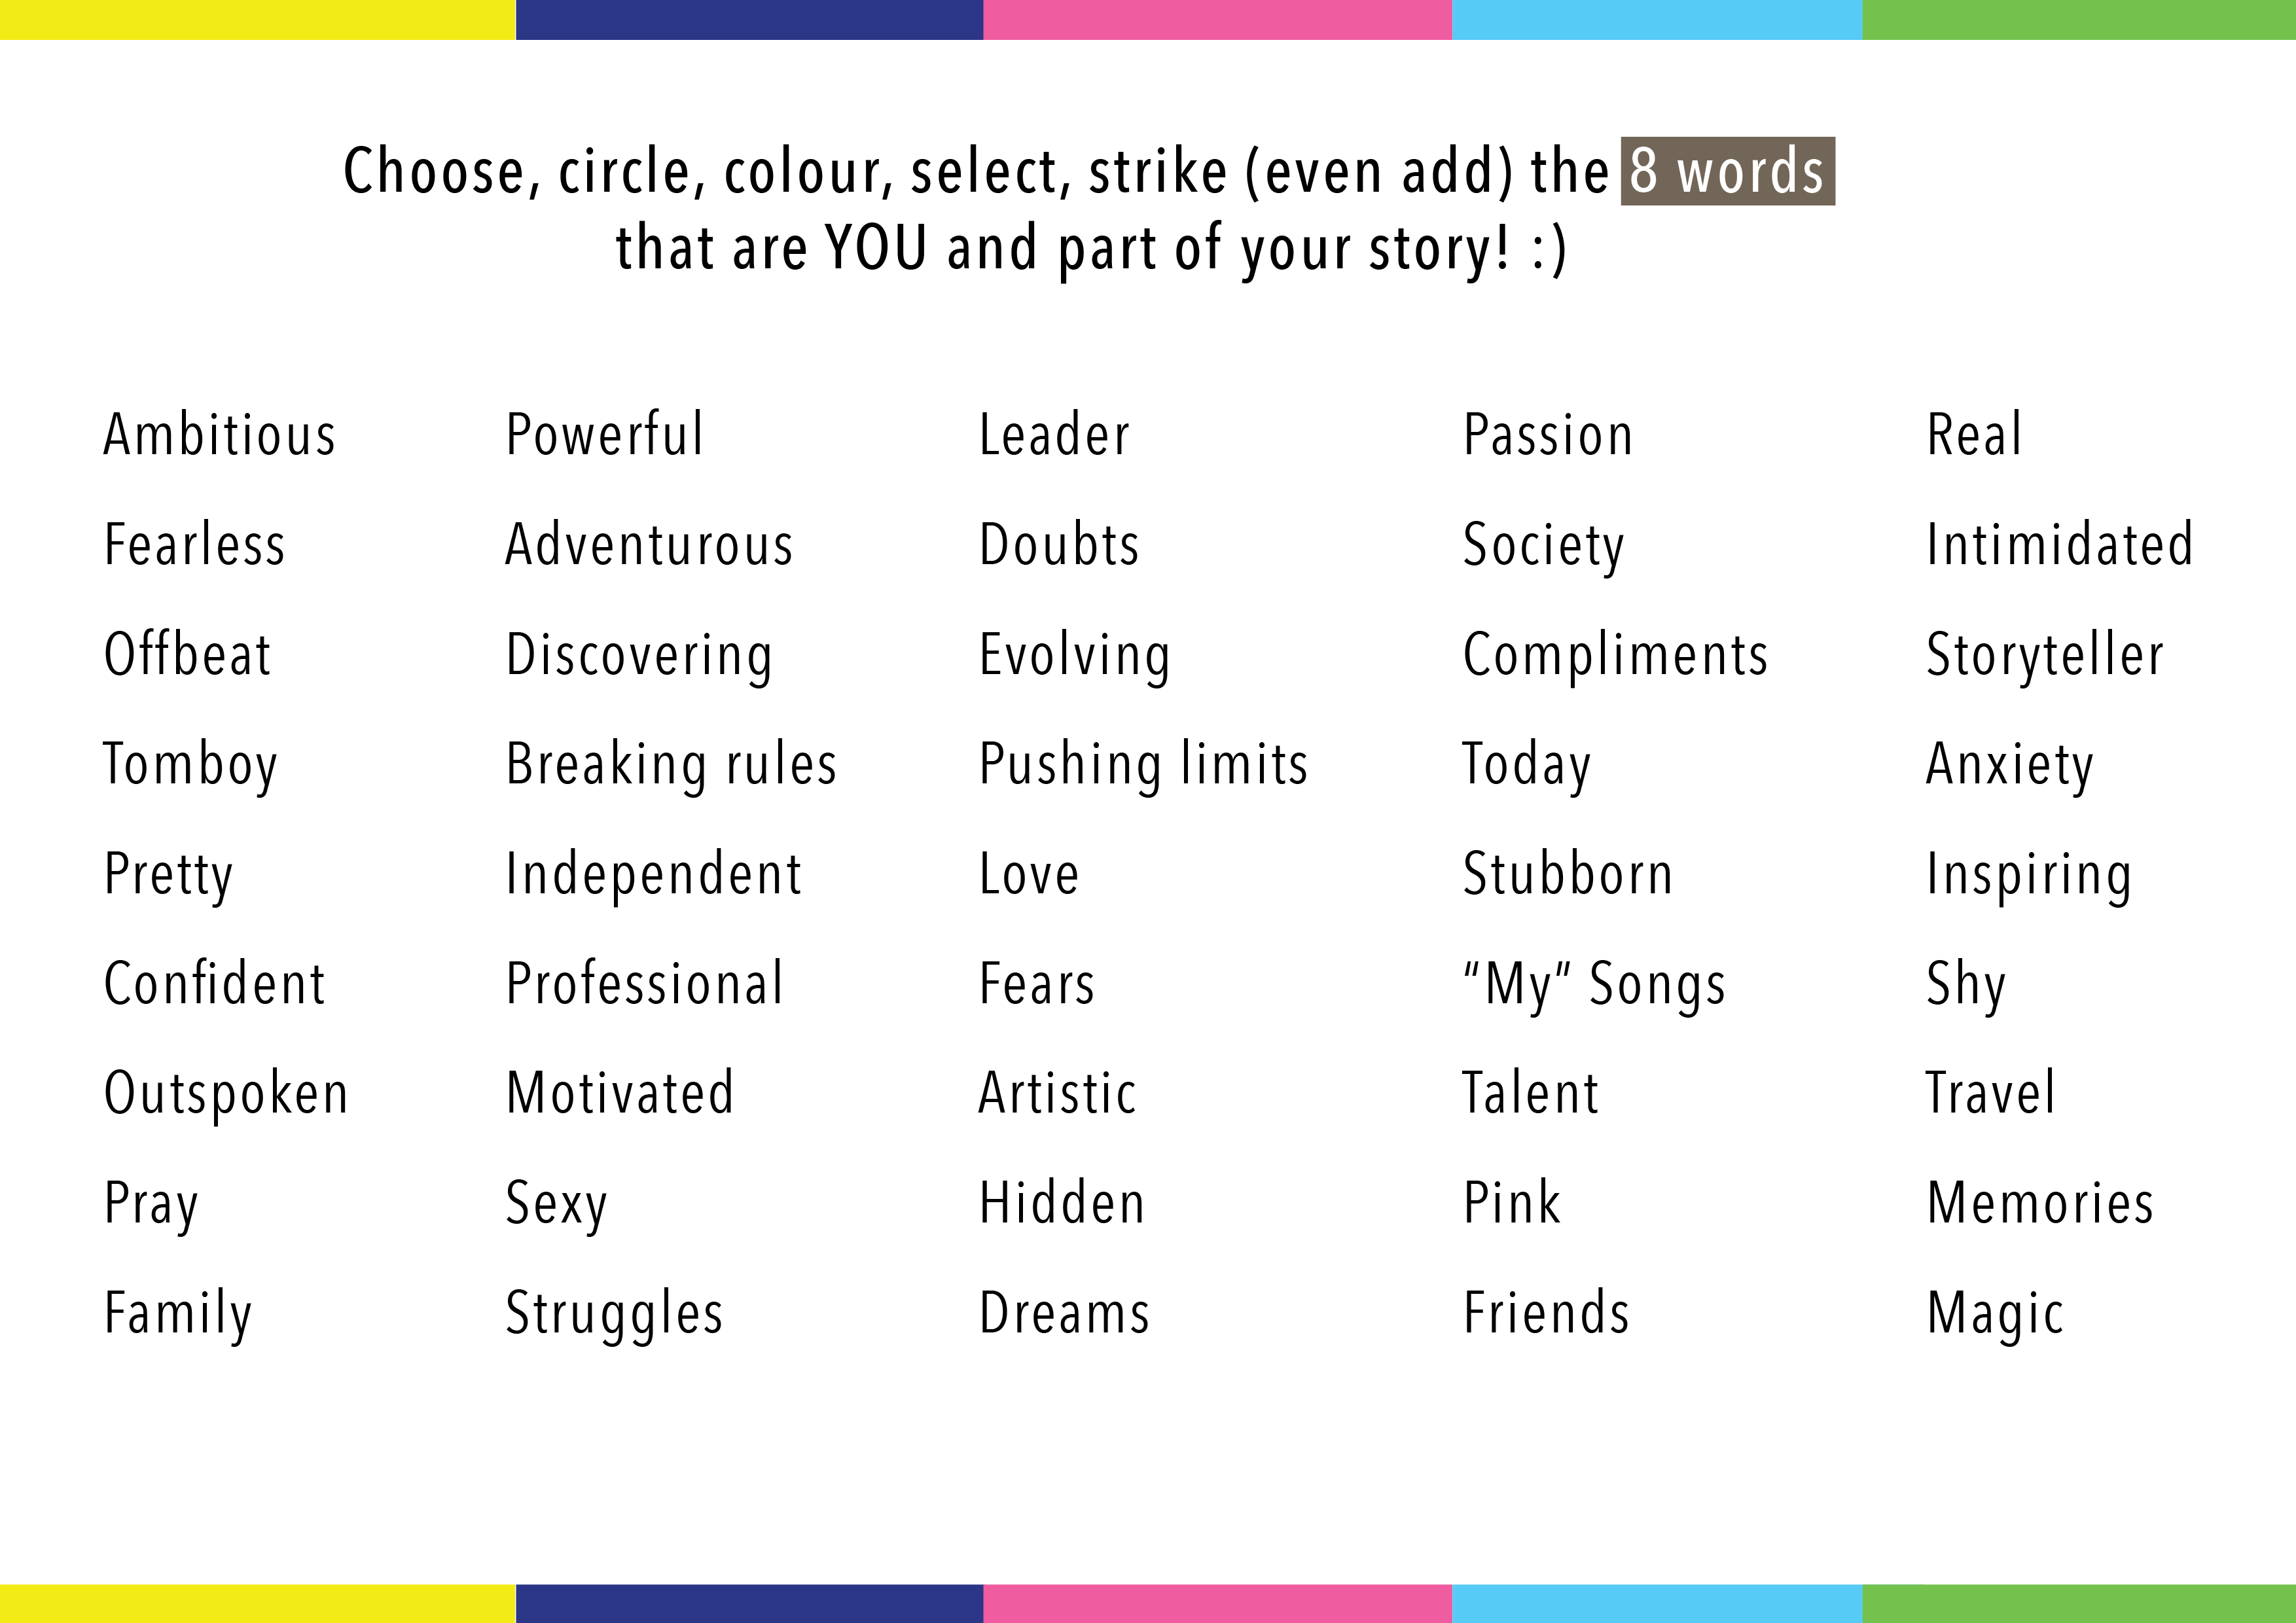 Choose, circle, colour, select, strike (even add) the 8 words
that are YOU and part of your story! :)
Ambitious Powerful Leader Passion Real
Fearless Adventurous Doubts Society Intimidated
Offbeat Discovering Evolving Compliments Storyteller
Tomboy Breaking rules Pushing limits Today Anxiety
Pretty Independent Love Stubborn Inspiring
Confident Professional Fears “My” Songs Shy
Outspoken Motivated Artistic Talent Travel
Pray Sexy Hidden Pink Memories
Family Struggles Dreams Friends Magic